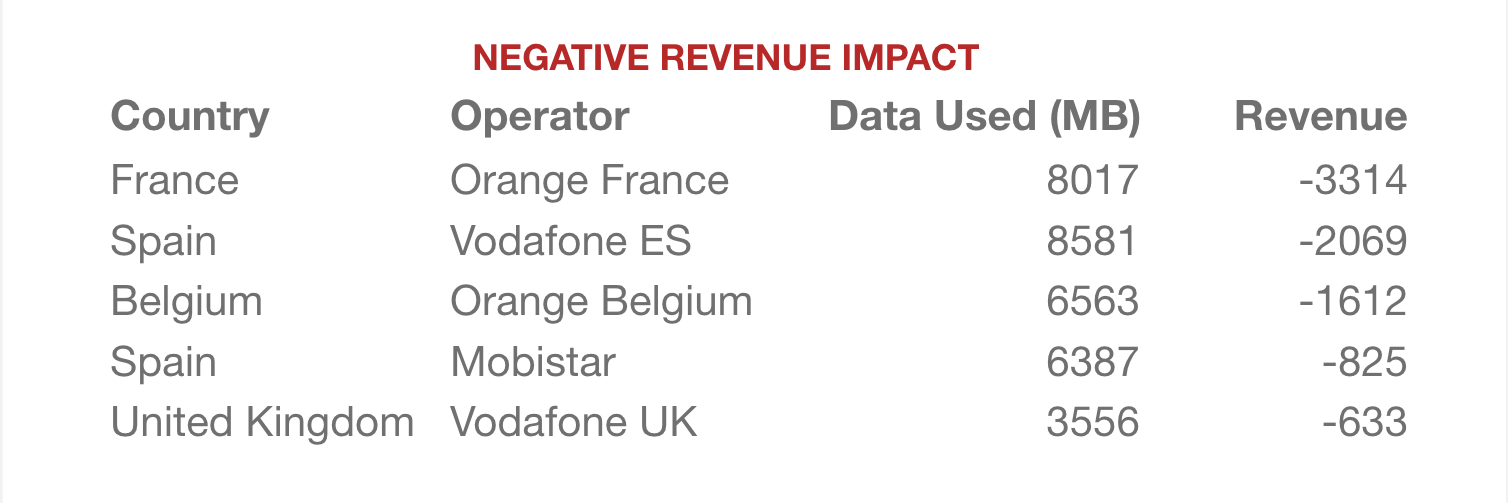 NEGATIVE REVENUE IMPACT
Country Operator Data Used (MB) Revenue
France Orange France 8017 -3314
Spain Vodafone ES 8581 -2069
Belgium Orange Belgium 6563 -1612
Spain Mobistar 6387 -825
United Kingdom Vodafone UK 3556 -633